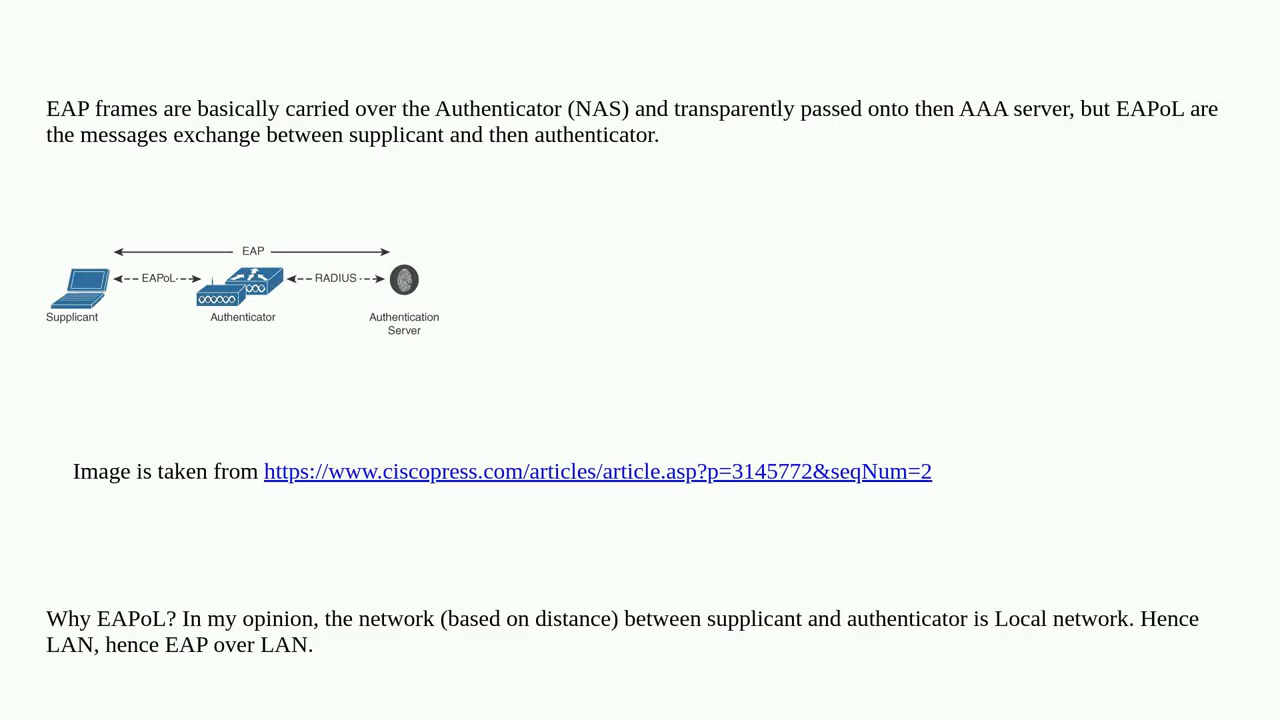 EAP frames are basically carried over the Authenticator (NAS) and transparently passed onto then AAA server, but EAPoL are
the messages exchange between supplicant and then authenticator.
EAP
EAPoL
RADIUS
Supplicant
Authenticator
Authentication
Server
Image is taken from https://www.ciscopress.com/articles/article.asp?p=3145772&seqNum=2
Why EAPoL? In my opinion, the network (based on distance) between supplicant and authenticator is Local network. Hence
LAN, hence EAP over LAN.